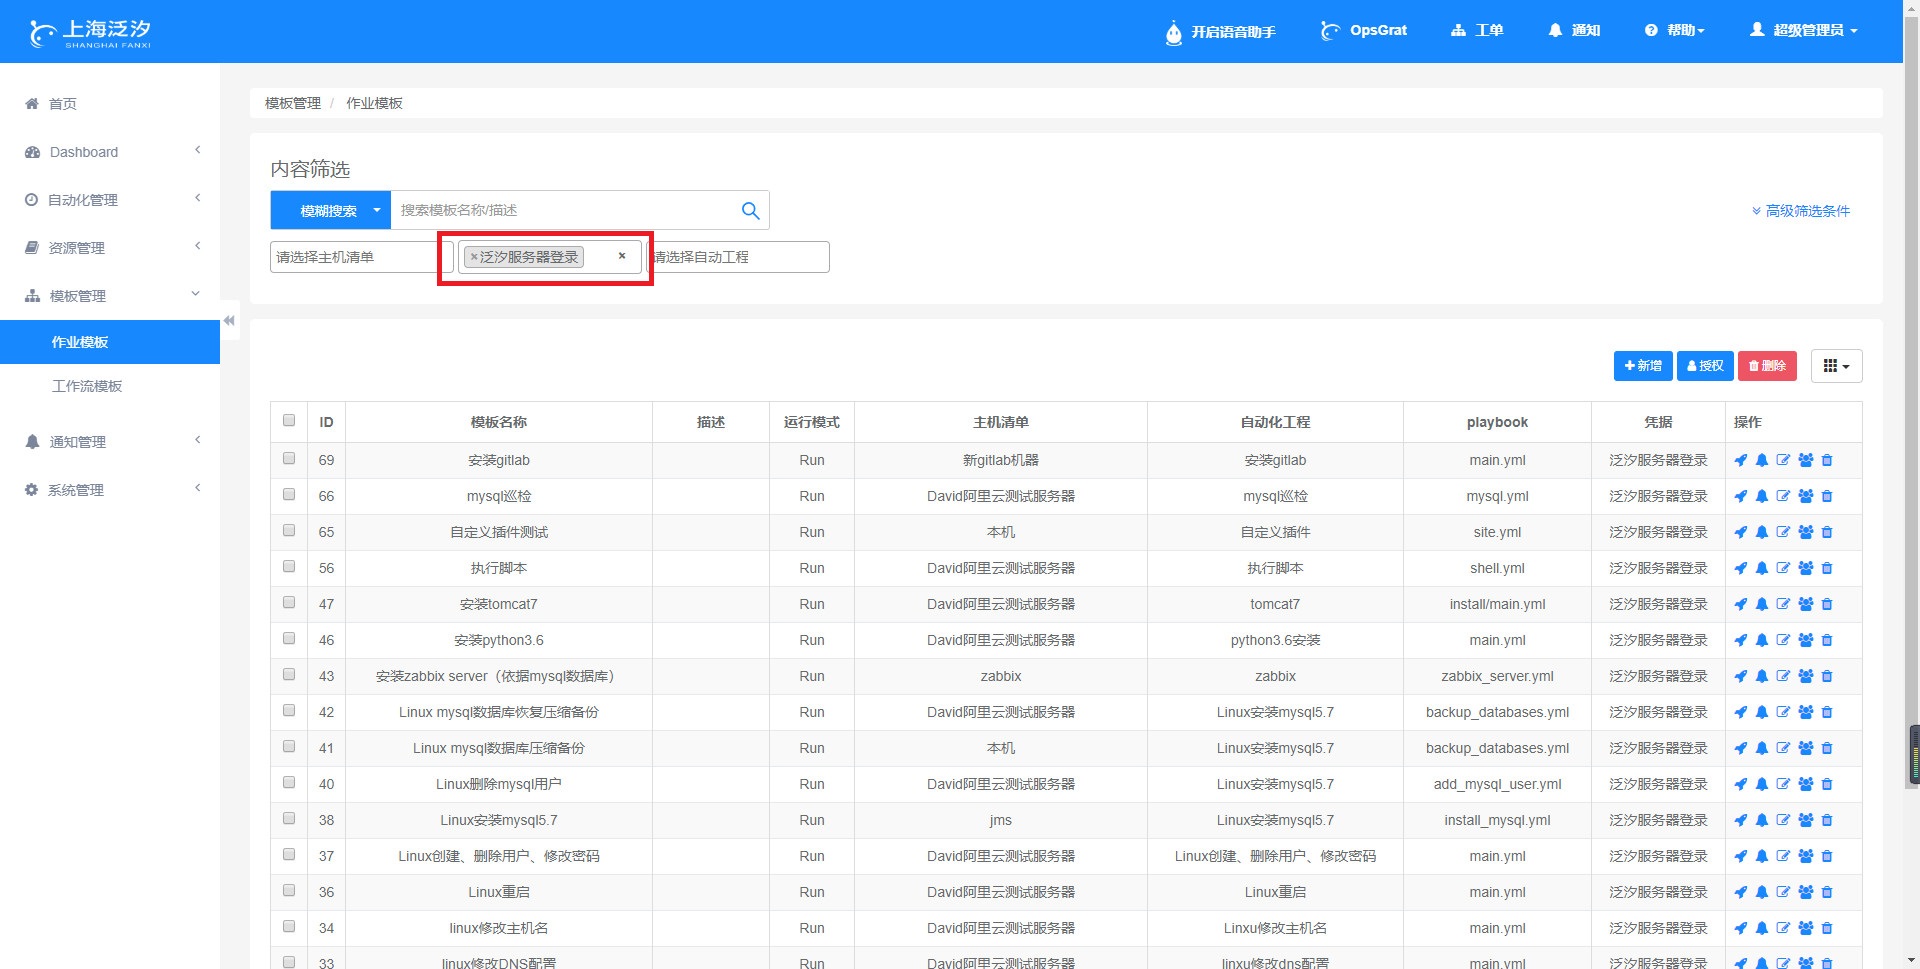 上海泛汐
SHANGHAI FANXI
开启语音助手
OpsGrat
工单
通知
帮助
超级管理员
首页
Dashboard
自动化管理
资源管理
模板管理
作业模板
工作流模板
通知管理
系统管理
模板管理 / 作业模板
内容筛选
模糊搜索 搜索模板名称/描述
高级筛选条件
请选择主机清单 ×泛汐服务器登录 × 请选择自动工程
新增 授权 删除
ID 模板名称 描述 运行模式 主机清单 自动化工程 playbook 凭据 操作
69 安装gitlab Run 新gitlab机器 安装gitlab main.yml 泛汐服务器登录
66 mysql巡检 Run David阿里云测试服务器 mysql巡检 mysql.yml 泛汐服务器登录
65 自定义插件测试 Run 本机 自定义插件 site.yml 泛汐服务器登录
56 执行脚本 Run David阿里云测试服务器 执行脚本 shell.yml 泛汐服务器登录
47 安装tomcat7 Run David阿里云测试服务器 tomcat7 install/main.yml 泛汐服务器登录
46 安装python3.6 Run David阿里云测试服务器 python3.6安装 main.yml 泛汐服务器登录
43 安装zabbix server（依据mysql数据库） Run zabbix zabbix zabbix_server.yml 泛汐服务器登录
42 Linux mysql数据库恢复压缩备份 Run David阿里云测试服务器 Linux安装mysql5.7 backup_databases.yml 泛汐服务器登录
41 Linux mysql数据库压缩备份 Run 本机 Linux安装mysql5.7 backup_databases.yml 泛汐服务器登录
40 Linux删除mysql用户 Run David阿里云测试服务器 Linux安装mysql5.7 add_mysql_user.yml 泛汐服务器登录
38 Linux安装mysql5.7 Run jms Linux安装mysql5.7 install_mysql.yml 泛汐服务器登录
37 Linux创建、删除用户、修改密码 Run David阿里云测试服务器 Linux创建、删除用户、修改密码 main.yml 泛汐服务器登录
36 Linux重启 Run David阿里云测试服务器 Linux重启 main.yml 泛汐服务器登录
34 linux修改主机名 Run David阿里云测试服务器 Linxu修改主机名 main.yml 泛汐服务器登录
33 linux修改DNS配置 Run David阿里云测试服务器 linxu修改dns配置 main.yml 泛汐服务器登录